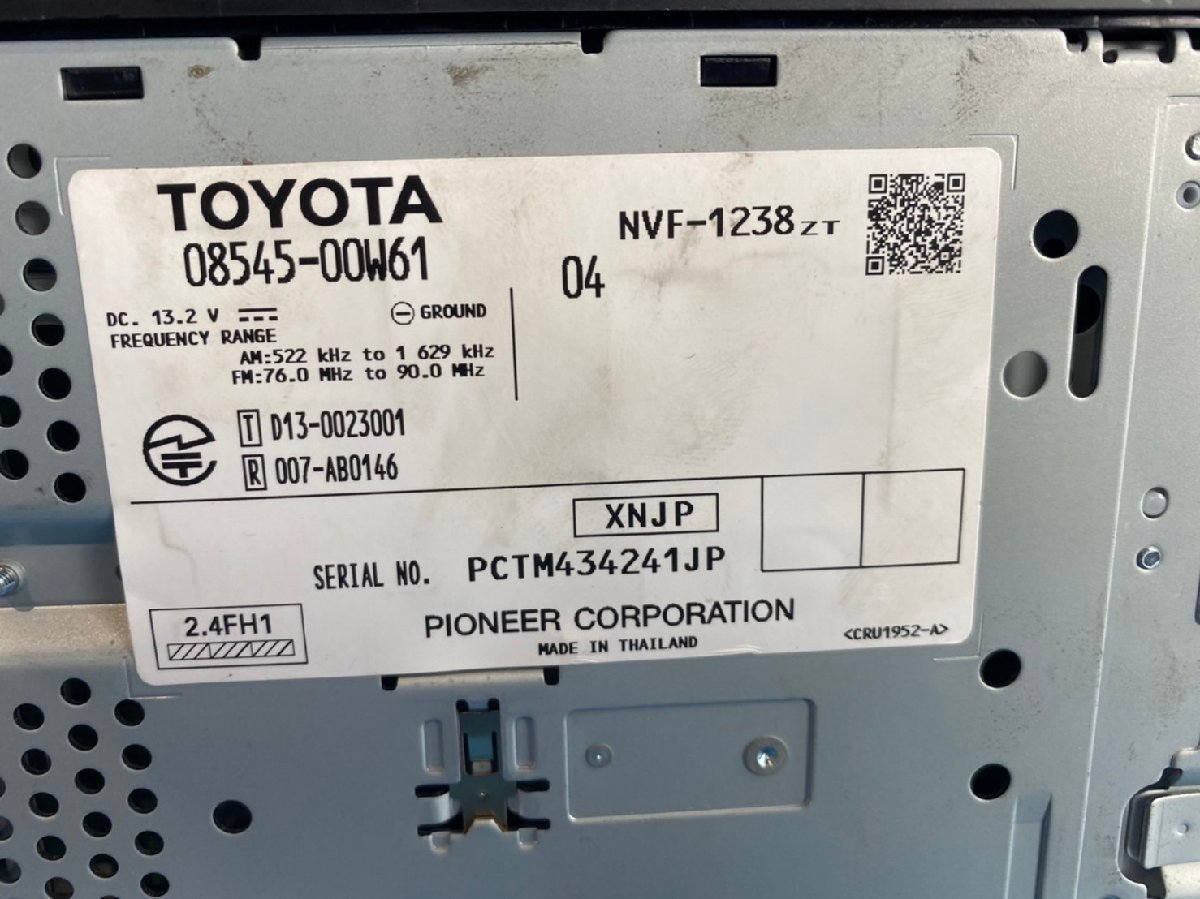 TOYOTA
08545-00W61
NVF-1238ZT
04
DC. 13.2 V
GROUND
FREQUENCY RANGE
AM:522 kHz to 1 629 kHz
FM:76.0 MHz to 90.0 MHz
T D13-0023001
R 007-AB0146
XNJP
SERIAL NO. PCTM434241JP
2.4FH1
PIONEER CORPORATION
MADE IN THAILAND
<CRU1952-A>